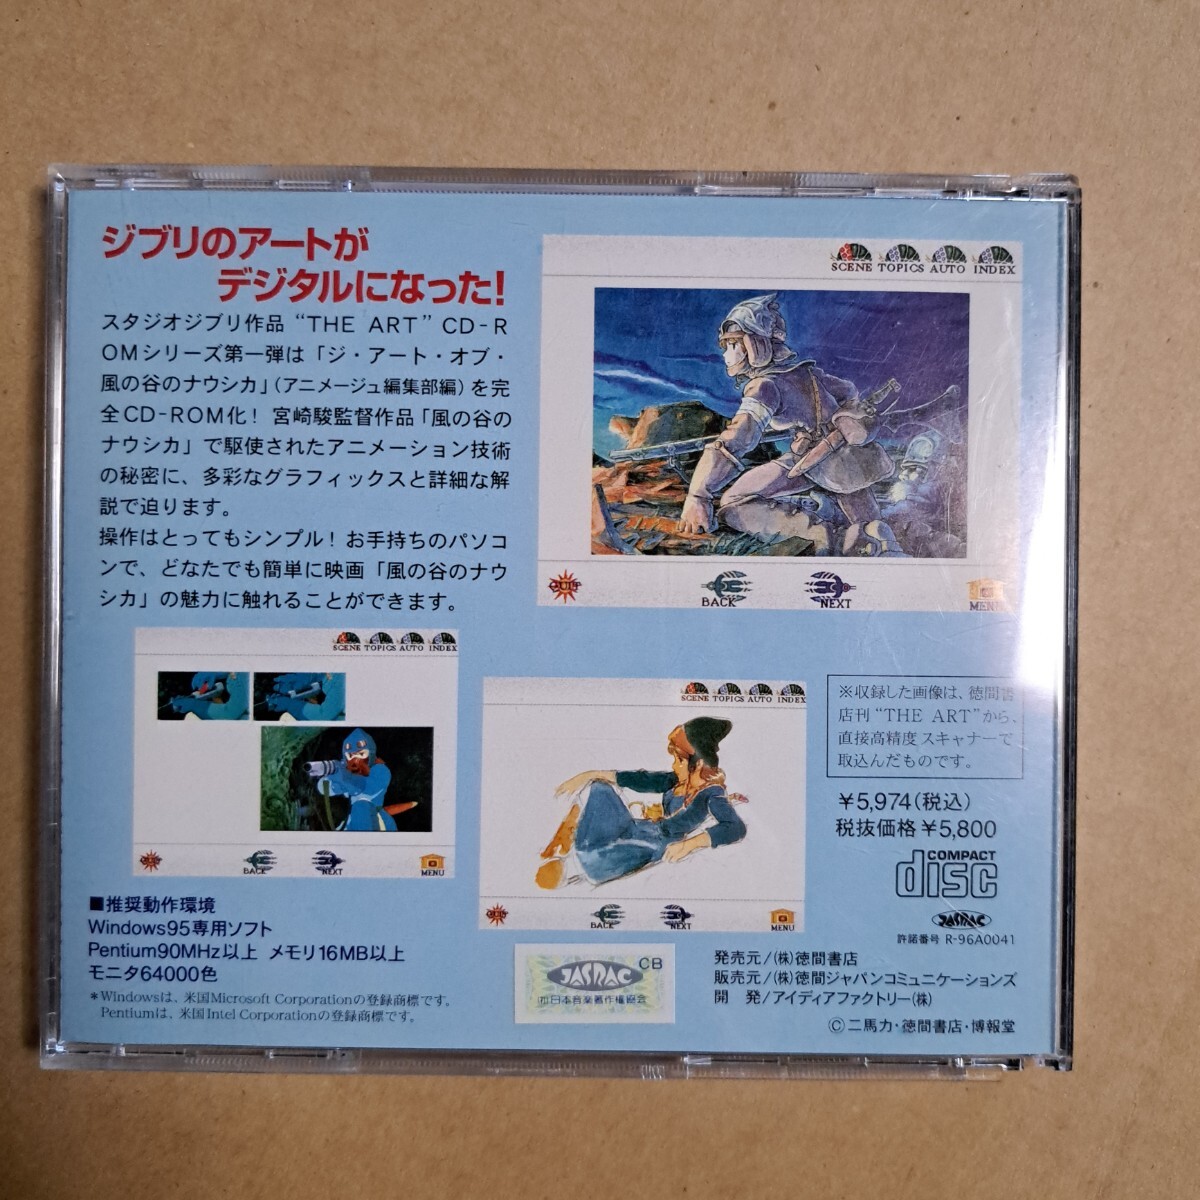 ジブリのアートが
デジタルになった!
スタジオジブリ作品 “THE ART” CD-R
OMシリーズ第一弾は「ジ・アート・オブ・
風の谷のナウシカ」(アニメージュ編集部編)を完
全CD-ROM化! 宮崎駿監督作品「風の谷の
ナウシカ」で駆使されたアニメーション技術
の秘密に、多彩なグラフィックスと詳細な解
説で迫ります。
操作はとってもシンプル! お手持ちのパソコ
ンで、どなたでも簡単に映画「風の谷のナウ
シカ」の魅力に触れることができます。
SCENE TOPICS AUTO INDEX
QUIT BACK NEXT MENU
SCENE TOPICS AUTO INDEX
QUIT BACK NEXT MENU
SCENE TOPICS AUTO INDEX
QUIT BACK NEXT MENU
※収録した画像は、徳間書
店刊“THE ART”から、
直接高精度スキャナーで
取込んだものです。
¥5,974(税込)
税抜価格¥5,800
COMPACT
disc
JASRAC
許諾番号 R-96A0041
■推奨動作環境
Windows95専用ソフト
Pentium90MHz以上 メモリ16MB以上
モニタ64000色
*Windowsは、米国Microsoft Corporationの登録商標です。
Pentiumは、米国Intel Corporationの登録商標です。
JASRAC CB
(社)日本音楽著作権協会
発売元/(株)徳間書店
販売元/(株)徳間ジャパンコミュニケーションズ
開 発/アイディアファクトリー(株)
©二馬力・徳間書店・博報堂